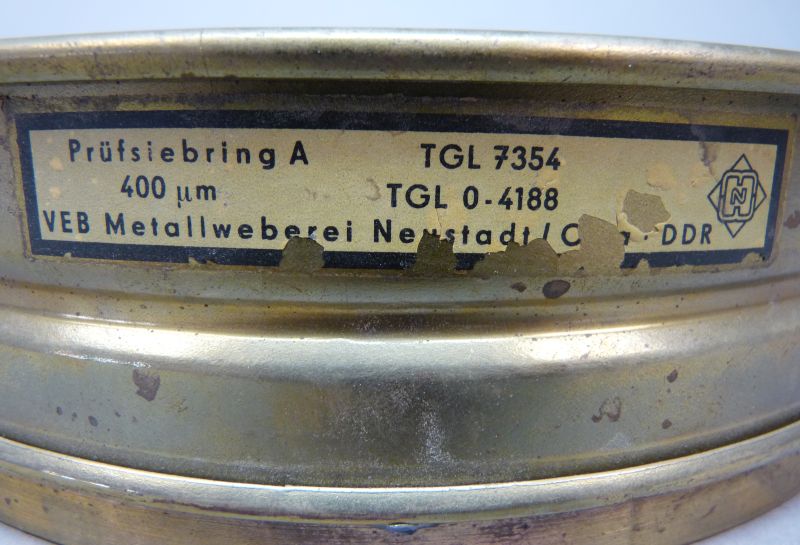 Prüfsiebring A TGL 7354
400 µm TGL 0-4188
VEB Metallweberei Neustadt / · DDR